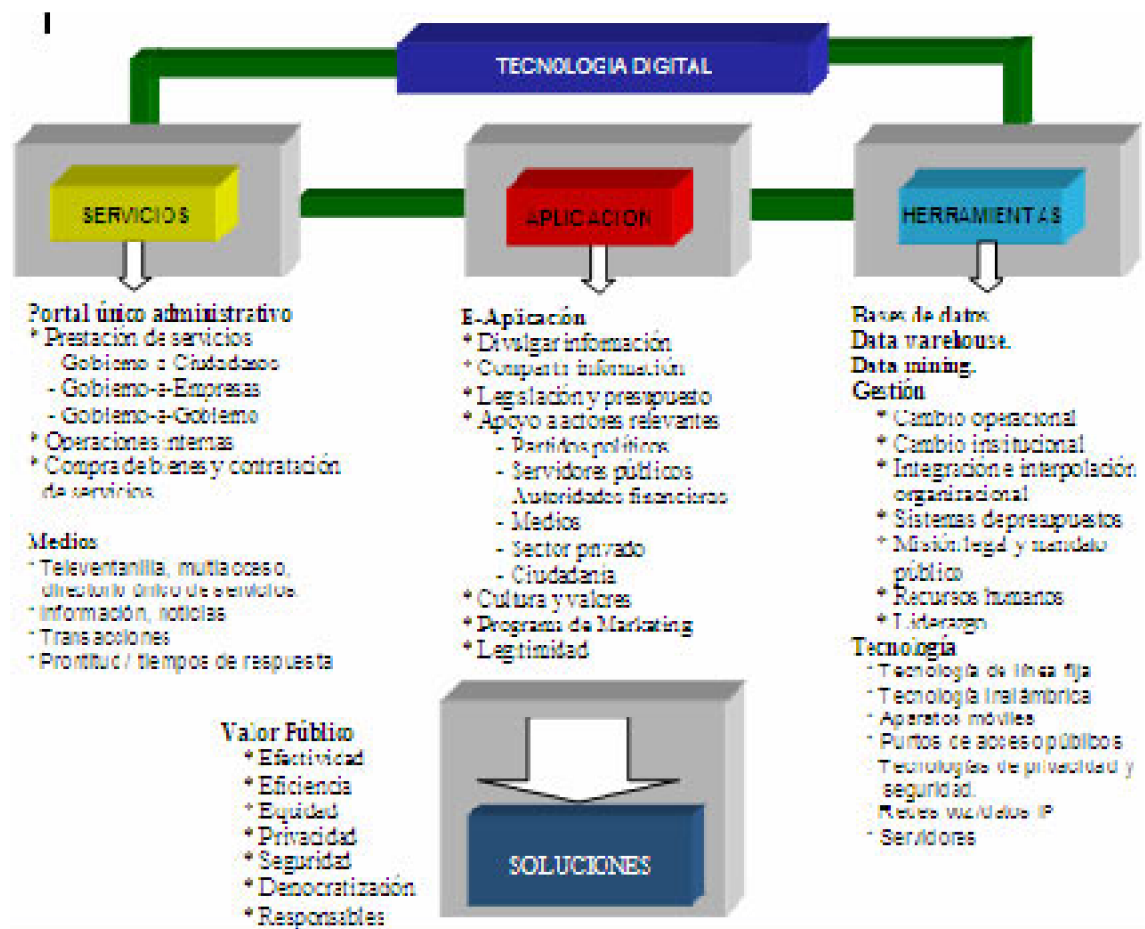 TECNOLOGIA DIGITAL
SERVICIOS
Portal único administrativo
* Prestación de servicios
- Gobierno-a-Ciudadanos
- Gobierno-a-Empresas
- Gobierno-a-Gobierno
* Operaciones internas
* Compra de bienes y contratación
de servicios
Medios
* Televentanilla, multiacceso,
directorio único de servicios
* Información, noticias
* Transacciones
* Prontitud / tiempos de respuesta
APLICACION
E-Aplicación
* Divulgar información
* Compartir información
* Legislación y presupuesto
* Apoyo a actores relevantes
- Partidos políticos
- Servidores públicos
- Autoridades financieras
- Medios
- Sector privado
- Ciudadanía
* Cultura y valores
* Programa de Marketing
* Legitimidad
HERRAMIENTAS
Bases de datos
Data warehouse.
Data mining.
Gestión
* Cambio operacional
* Cambio institucional
* Integración e interpolación
organizacional
* Sistemas de presupuestos
* Misión legal y mandato
público
* Recursos humanos
* Liderazgo
Tecnología
* Tecnología de línea fija
* Tecnología inalámbrica
* Aparatos móviles
* Puntos de acceso públicos
Tecnologías de privacidad y
seguridad.
Redes voz/datos IP
* Servidores
Valor Público
* Efectividad
* Eficiencia
* Equidad
* Privacidad
* Seguridad
* Democratización
* Responsables
SOLUCIONES